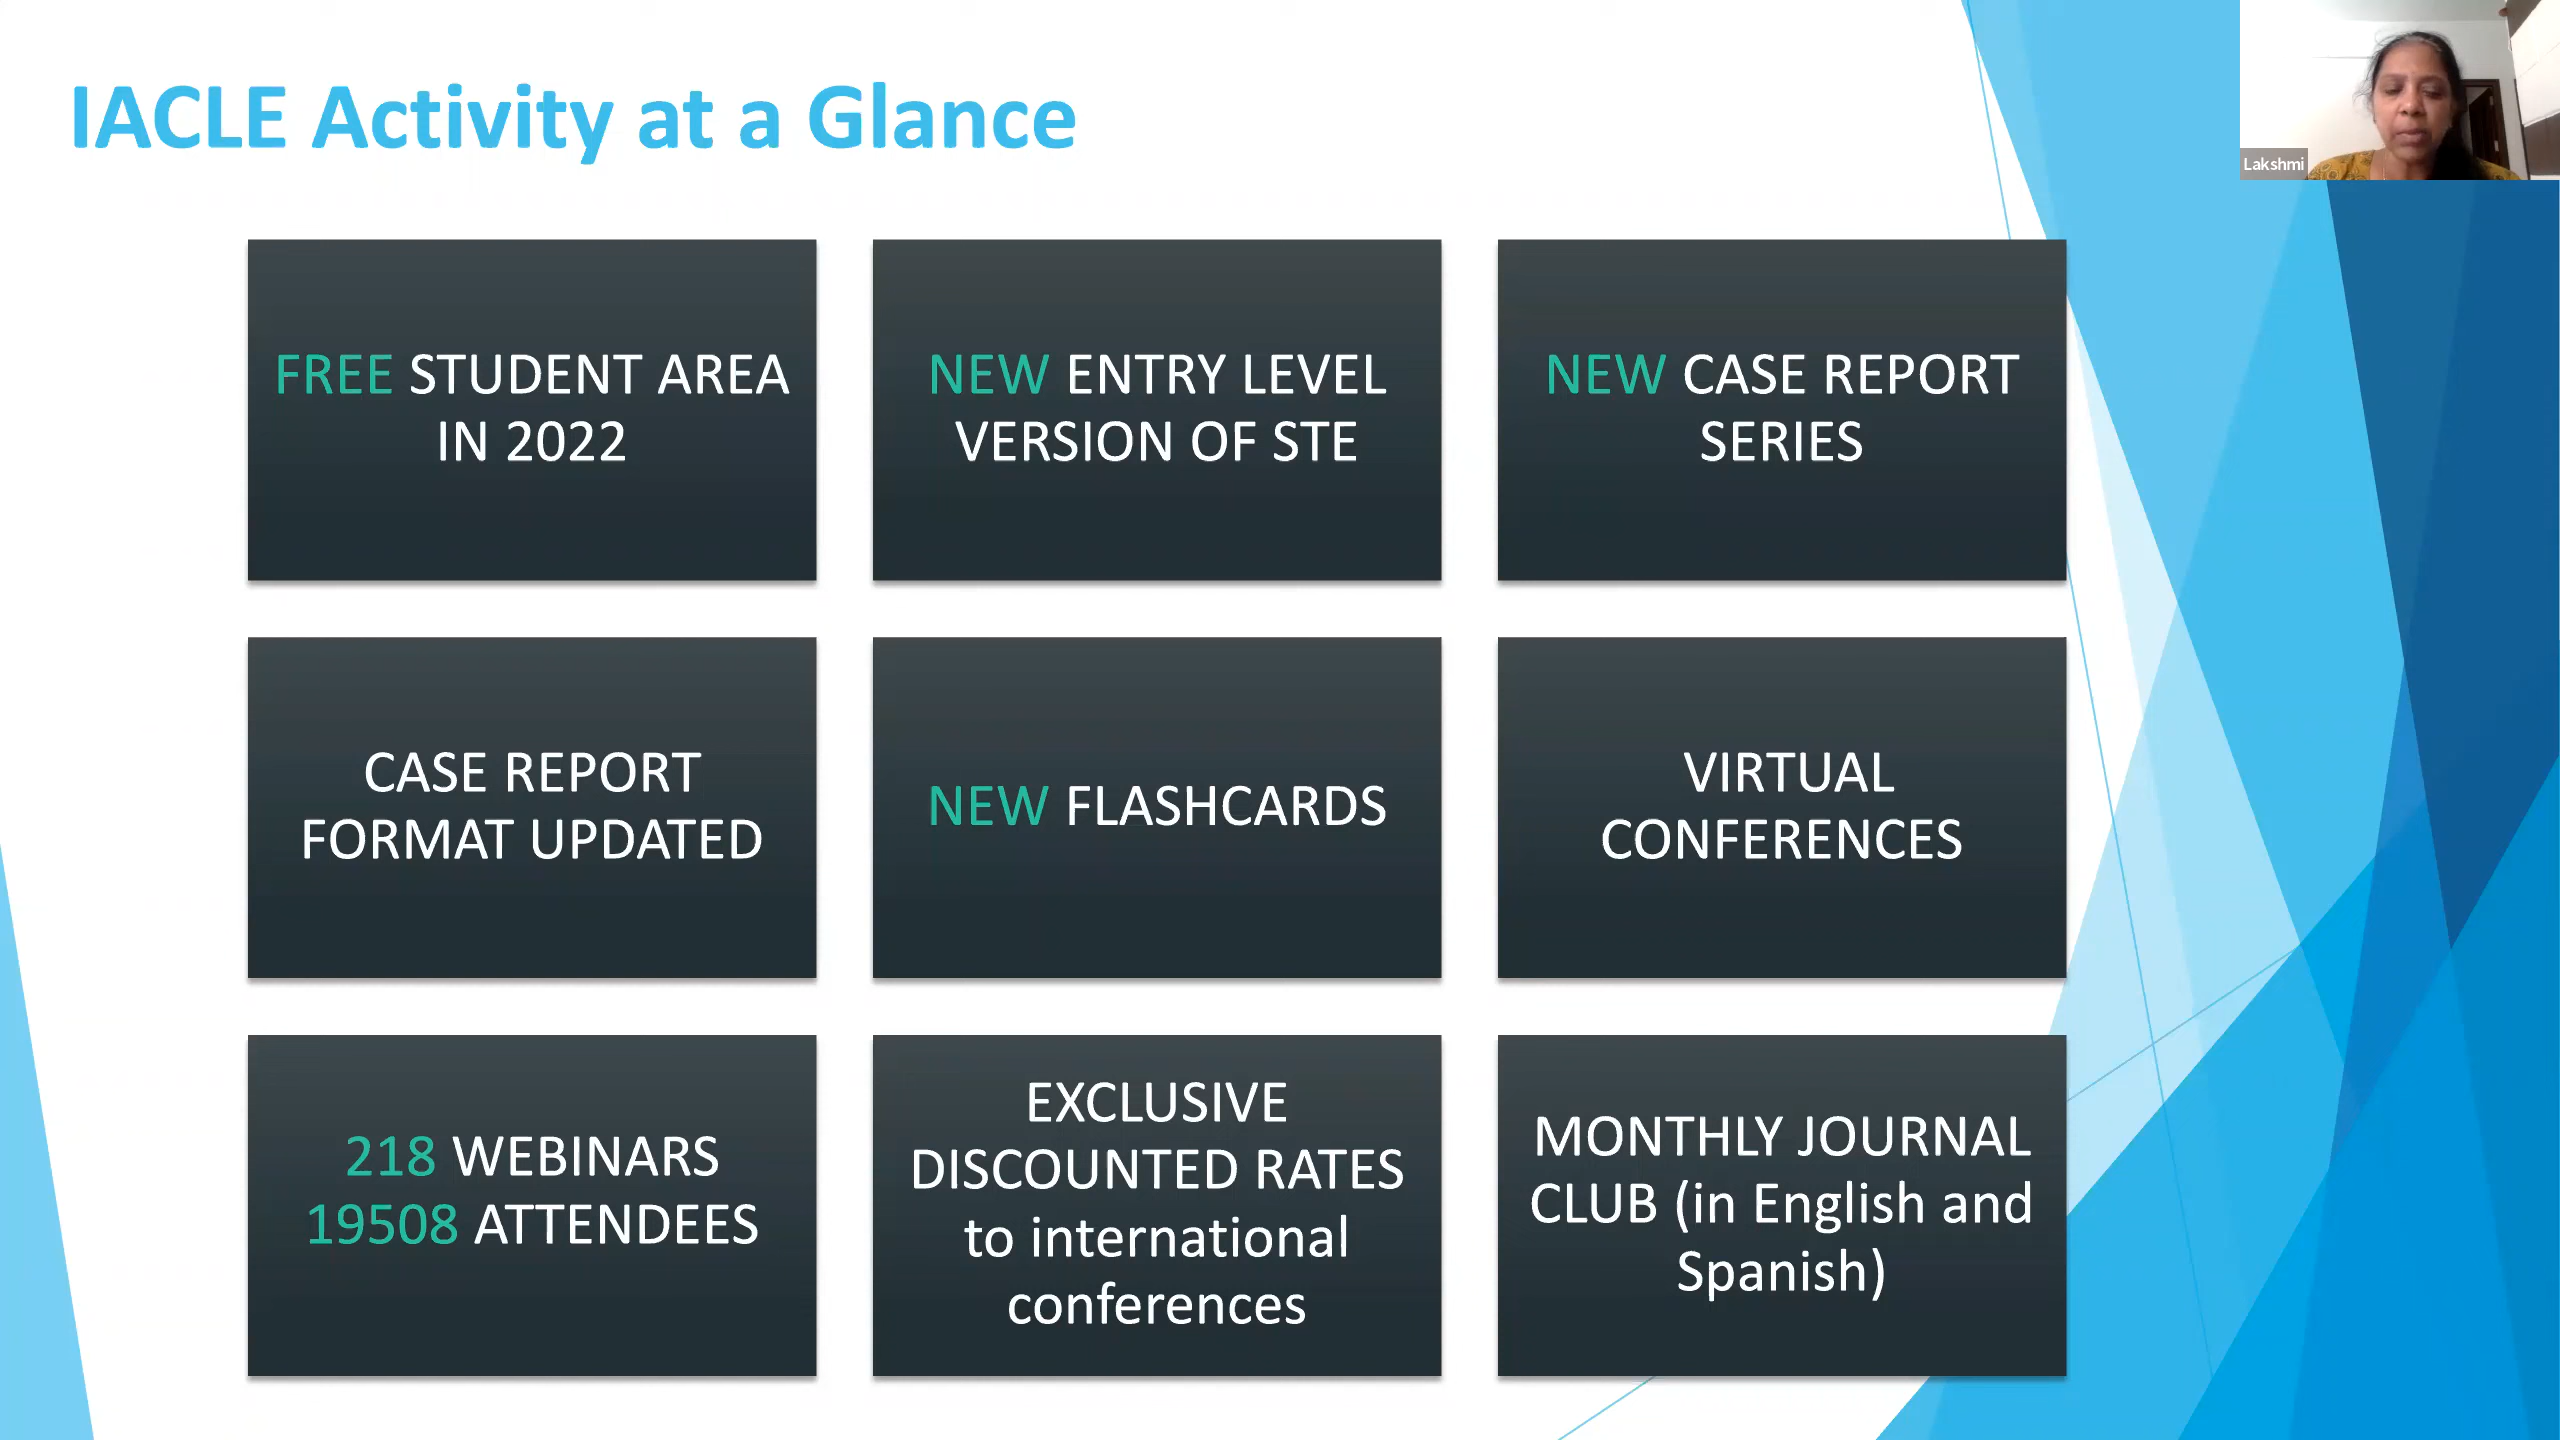 IACLE Activity at a Glance
Lakshmi
FREE STUDENT AREA
IN 2022
NEW ENTRY LEVEL
VERSION OF STE
NEW CASE REPORT
SERIES
CASE REPORT
FORMAT UPDATED
NEW FLASHCARDS
VIRTUAL
CONFERENCES
218 WEBINARS
19508 ATTENDEES
EXCLUSIVE
DISCOUNTED RATES
to international
conferences
MONTHLY JOURNAL
CLUB (in English and
Spanish)